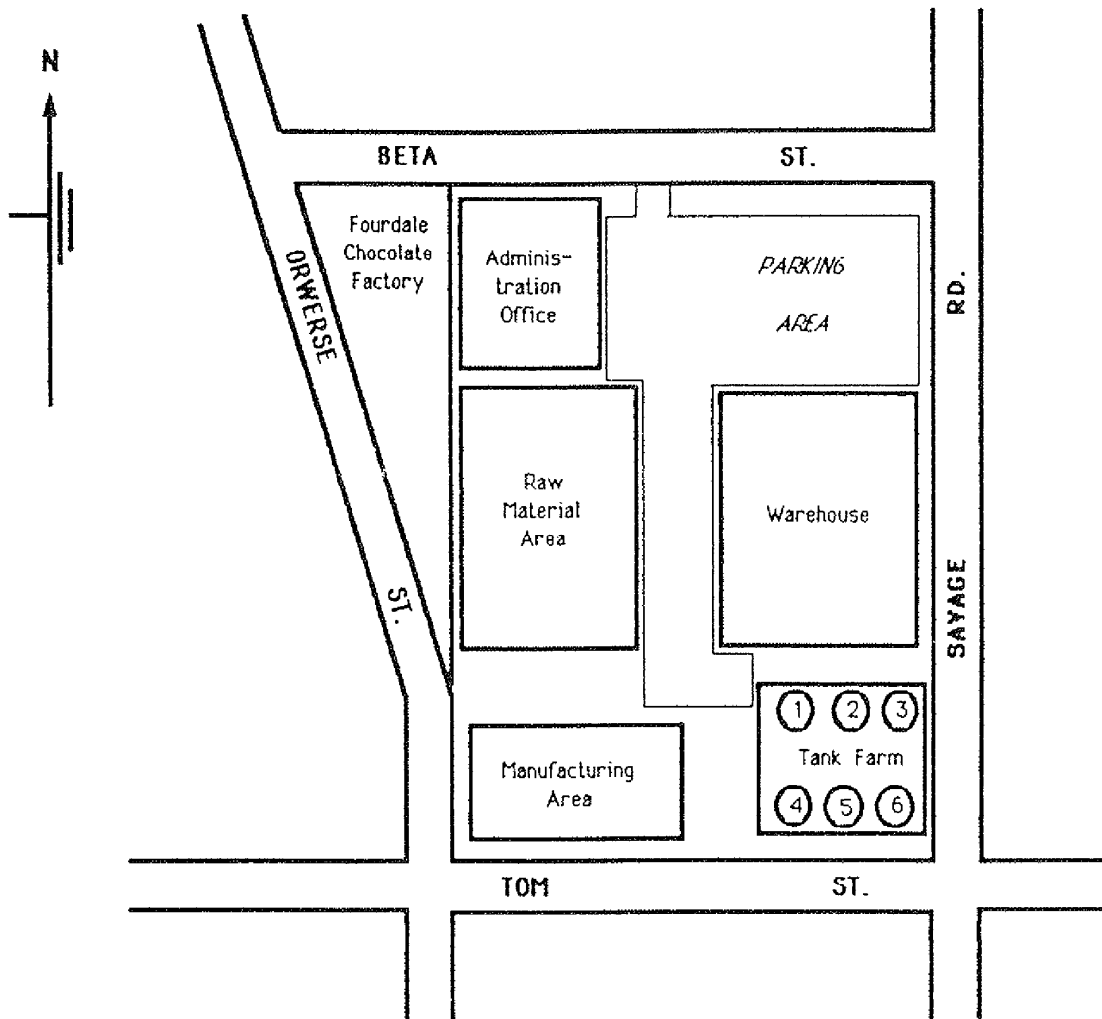 N
BETA ST.
Fourdale
Chocolate
Factory
Adminis-
tration
Office
PARKING
AREA
ORWERSE ST.
SAVAGE RD.
Raw
Material
Area
Warehouse
1 2 3
Tank Farm
4 5 6
Manufacturing
Area
TOM ST.